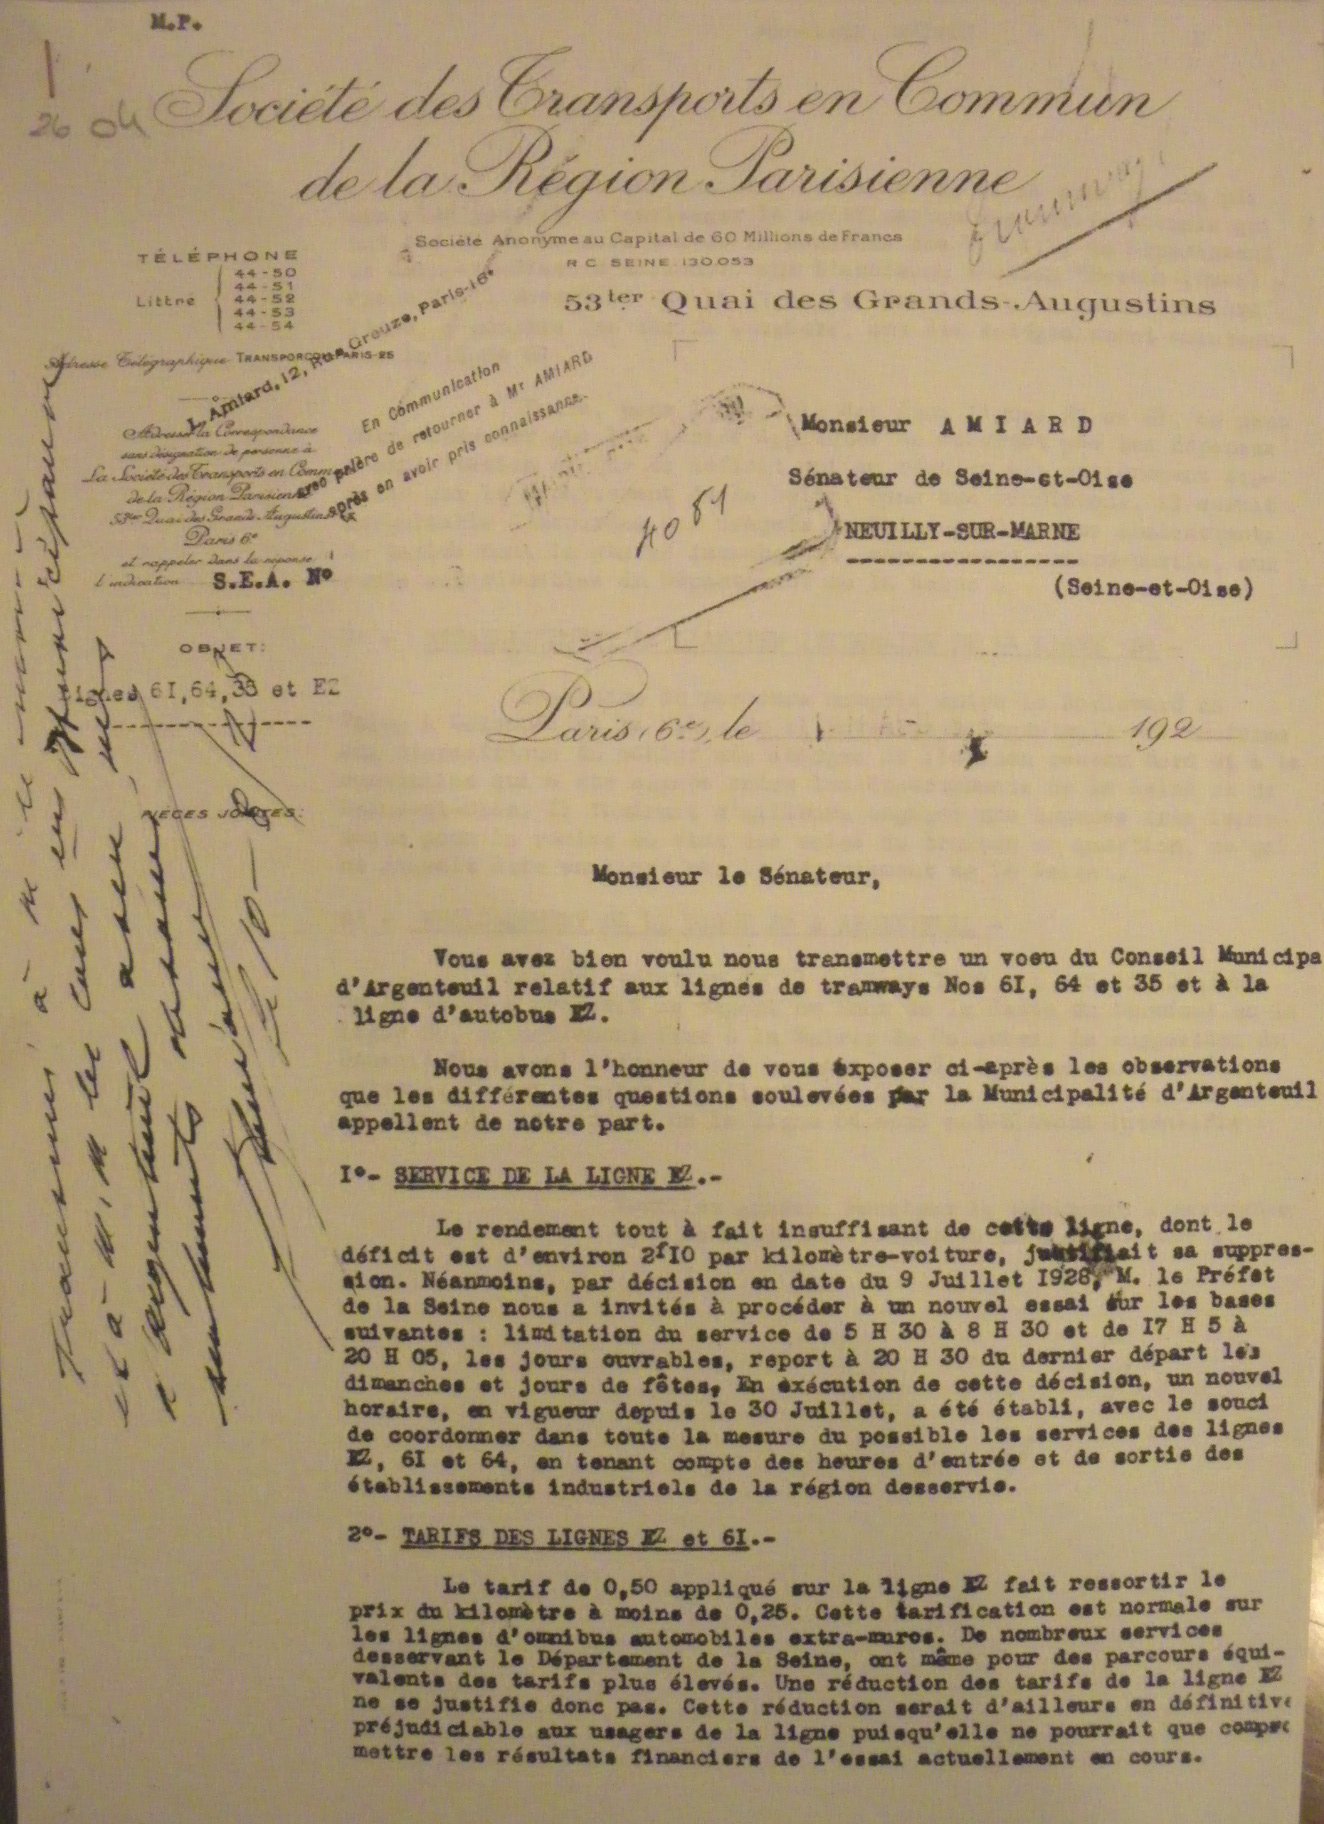 M.P.
26 04
Société des Transports en Commun
de la Région Parisienne
Société Anonyme au Capital de 60 Millions de Francs
R C SEINE 130.053
53ter Quai des Grands-Augustins
Tramways
TÉLÉPHONE
Littré
44-50
44-51
44-52
44-53
44-54
Adresse Télégraphique TRANSPORCOM-PARIS-25
Amiard, 12, Rue Greuze, Paris-16e
En Communication
avec prière de retourner à Mr AMIARD
après en avoir pris connaissance.
Adresser la Correspondance
sans désignation de personne à
La Société des Transports en Comm
de la Région Parisienne
53ter Quai des Grands-Augustins
Paris 6e
et rappeler dans la réponse
l'indication S.E.A. N°
Monsieur AMIARD
Sénateur de Seine-et-Oise
NEUILLY-SUR-MARNE
(Seine-et-Oise)
4081
OBJET:
ignes 6I,64,35 et EZ
PIÈCES JOINTES:
Paris (6e), le 192
Monsieur le Sénateur,
Vous avez bien voulu nous transmettre un voeu du Conseil Municipa
d'Argenteuil relatif aux lignes de tramways Nos 6I, 64 et 35 et à la
ligne d'autobus EZ.
Nous avons l'honneur de vous exposer ci-après les observations
que les différentes questions soulevées par la Municipalité d'Argenteuil
appellent de notre part.
I°- SERVICE DE LA LIGNE EZ.-
Le rendement tout à fait insuffisant de cette ligne, dont le
déficit est d'environ 2f10 par kilomètre-voiture, justifiait sa suppres-
sion. Néanmoins, par décision en date du 9 Juillet 1928, M. le Préfet
de la Seine nous a invités à procéder à un nouvel essai sur les bases
suivantes : limitation du service de 5 H 30 à 8 H 30 et de I7 H 5 à
20 H 05, les jours ouvrables, report à 20 H 30 du dernier départ les
dimanches et jours de fêtes, En exécution de cette décision, un nouvel
horaire, en vigueur depuis le 30 Juillet, a été établi, avec le souci
de coordonner dans toute la mesure du possible les services des lignes
EZ, 6I et 64, en tenant compte des heures d'entrée et de sortie des
établissements industriels de la région desservie.
2°- TARIFS DES LIGNES EZ et 6I.-
Le tarif de 0,50 appliqué sur la ligne EZ fait ressortir le
prix du kilomètre à moins de 0,25. Cette tarification est normale sur
les lignes d'omnibus automobiles extra-muros. De nombreux services
desservant le Département de la Seine, ont même pour des parcours équi-
valents des tarifs plus élevés. Une réduction des tarifs de la ligne EZ
ne se justifie donc pas. Cette réduction serait d'ailleurs en définitive
préjudiciable aux usagers de la ligne puisqu'elle ne pourrait que compro
mettre les résultats financiers de l'essai actuellement en cours.